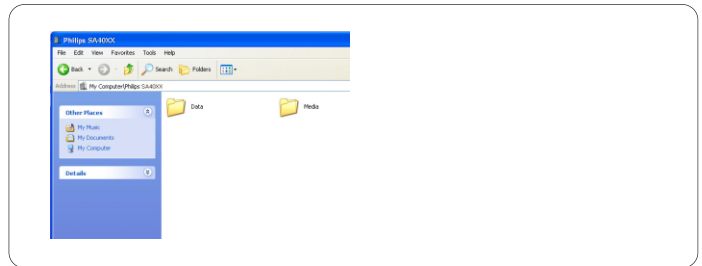 Philips SA40XX
File Edit View Favorites Tools Help
Back Search Folders
Address My Computer\Philips SA40XX
Other Places
My Music
My Documents
My Computer
Details
Data Media